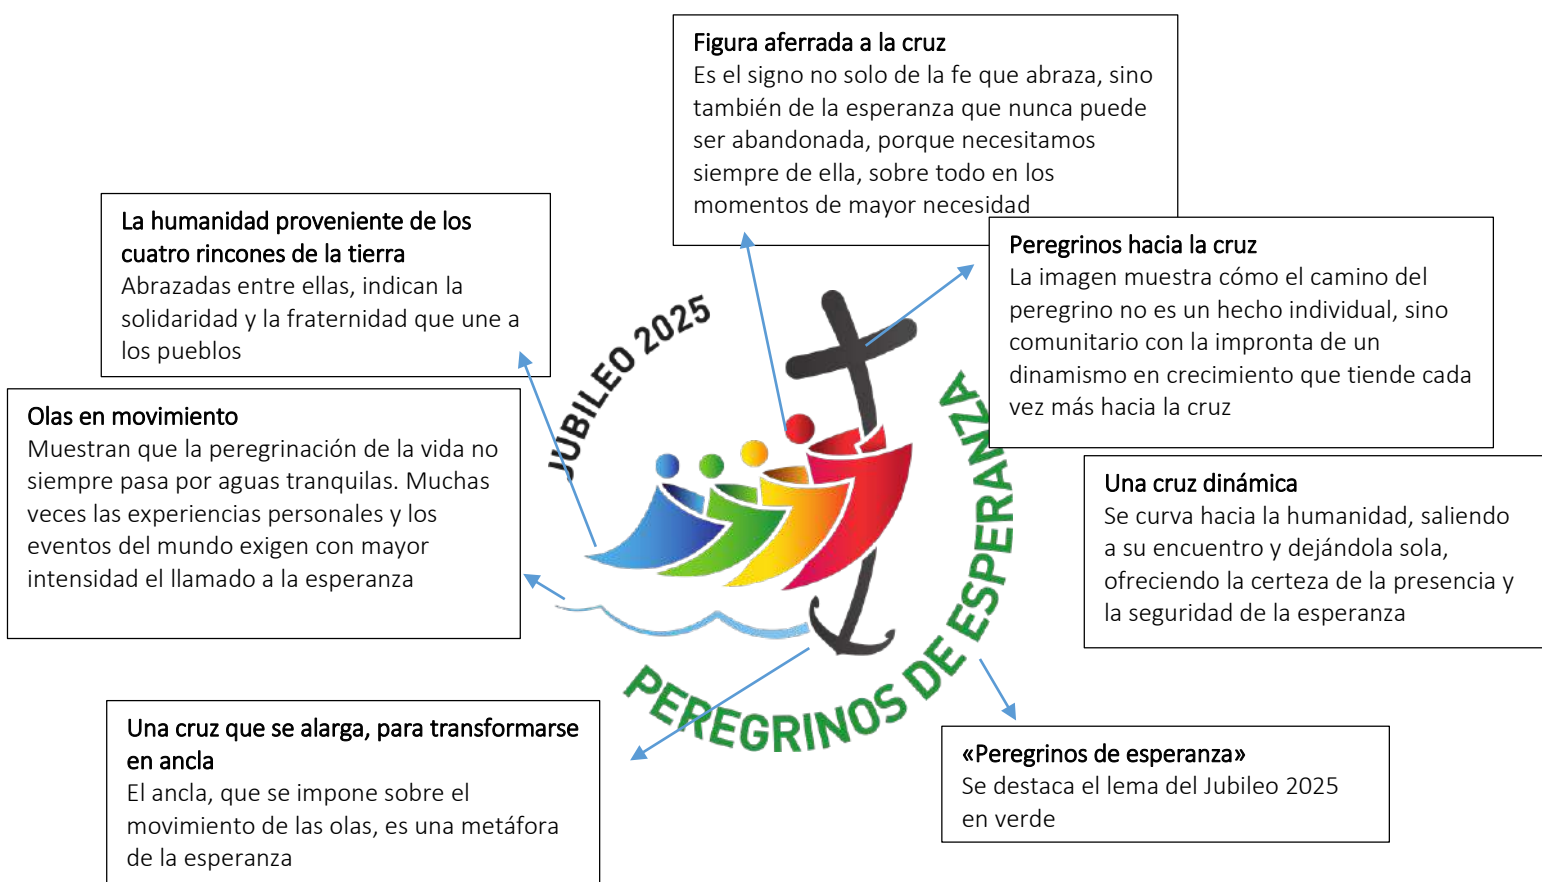 Figura aferrada a la cruz
Es el signo no solo de la fe que abraza, sino
también de la esperanza que nunca puede
ser abandonada, porque necesitamos
siempre de ella, sobre todo en los
momentos de mayor necesidad
La humanidad proveniente de los
cuatro rincones de la tierra
Abrazadas entre ellas, indican la
solidaridad y la fraternidad que une a
los pueblos
Peregrinos hacia la cruz
La imagen muestra cómo el camino del
peregrino no es un hecho individual, sino
comunitario con la impronta de un
dinamismo en crecimiento que tiende cada
vez más hacia la cruz
JUBILEO 2025
Olas en movimiento
Muestran que la peregrinación de la vida no
siempre pasa por aguas tranquilas. Muchas
veces las experiencias personales y los
eventos del mundo exigen con mayor
intensidad el llamado a la esperanza
Una cruz dinámica
Se curva hacia la humanidad, saliendo
a su encuentro y dejándola sola,
ofreciendo la certeza de la presencia y
la seguridad de la esperanza
PEREGRINOS DE ESPERANZA
Una cruz que se alarga, para transformarse
en ancla
El ancla, que se impone sobre el
movimiento de las olas, es una metáfora
de la esperanza
«Peregrinos de esperanza»
Se destaca el lema del Jubileo 2025
en verde